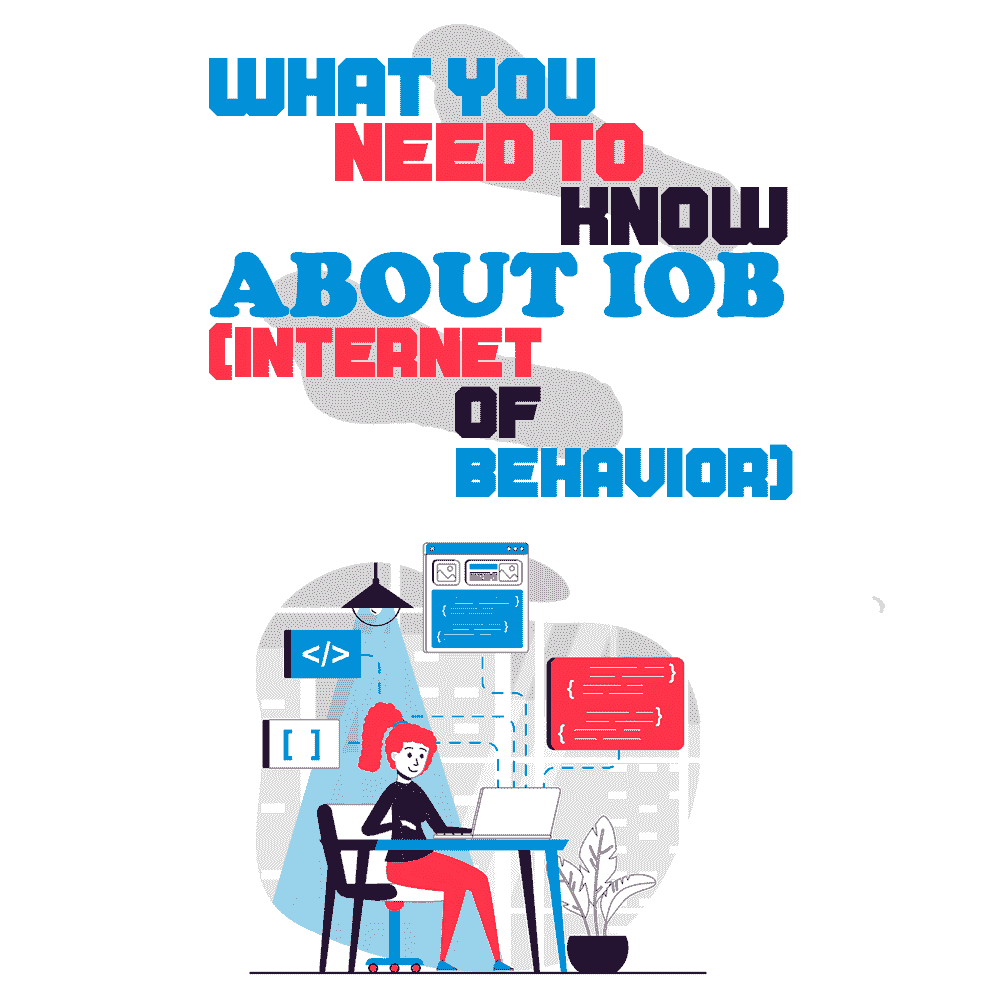 WHAT YOU
NEED TO
KNOW
ABOUT IOB
(INTERNET
OF
BEHAVIOR)
</>
[ ]